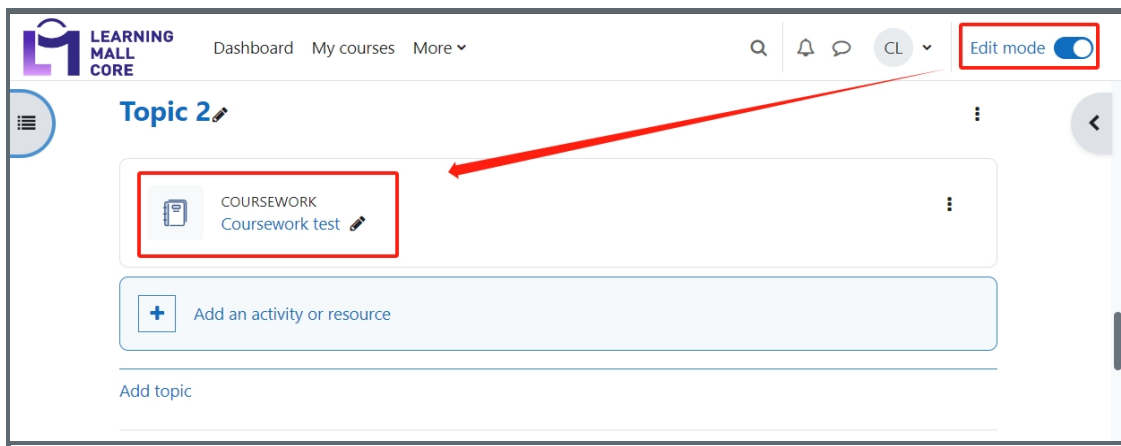 LEARNING
MALL
CORE
Dashboard My courses More
CL
Edit mode
Topic 2
COURSEWORK
Coursework test
Add an activity or resource
Add topic